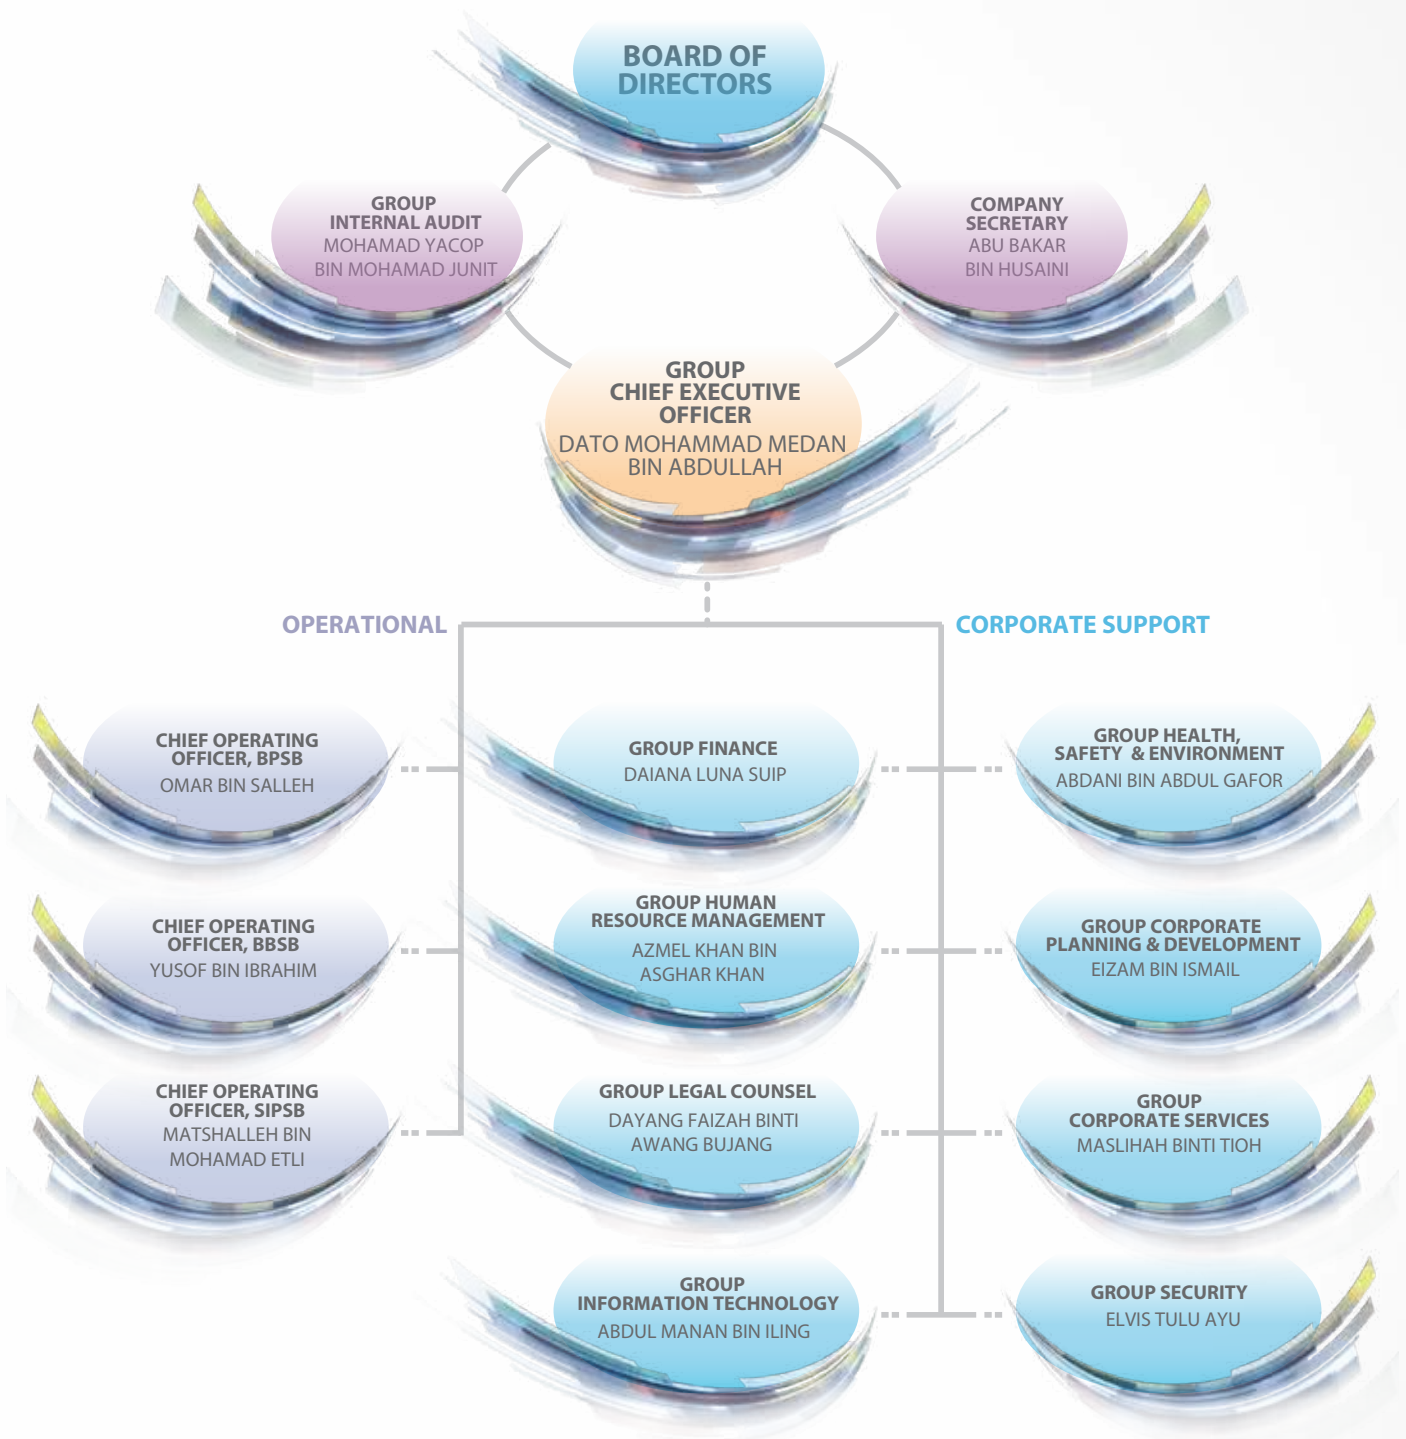 BOARD OF
DIRECTORS
GROUP
INTERNAL AUDIT
MOHAMAD YACOP
BIN MOHAMAD JUNIT
COMPANY
SECRETARY
ABU BAKAR
BIN HUSAINI
GROUP
CHIEF EXECUTIVE
OFFICER
DATO MOHAMMAD MEDAN
BIN ABDULLAH
OPERATIONAL
CORPORATE SUPPORT
CHIEF OPERATING
OFFICER, BPSB
OMAR BIN SALLEH
GROUP FINANCE
DAIANA LUNA SUIP
GROUP HEALTH,
SAFETY & ENVIRONMENT
ABDANI BIN ABDUL GAFOR
CHIEF OPERATING
OFFICER, BBSB
YUSOF BIN IBRAHIM
GROUP HUMAN
RESOURCE MANAGEMENT
AZMEL KHAN BIN
ASGHAR KHAN
GROUP CORPORATE
PLANNING & DEVELOPMENT
EIZAM BIN ISMAIL
CHIEF OPERATING
OFFICER, SIPSB
MATSHALLEH BIN
MOHAMAD ETLI
GROUP LEGAL COUNSEL
DAYANG FAIZAH BINTI
AWANG BUJANG
GROUP
CORPORATE SERVICES
MASLIHAH BINTI TIOH
GROUP
INFORMATION TECHNOLOGY
ABDUL MANAN BIN ILING
GROUP SECURITY
ELVIS TULU AYU